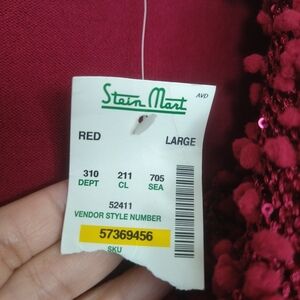 Stein Mart
AVD
RED LARGE
310 211 705
DEPT CL SEA
52411
VENDOR STYLE NUMBER
57369456
SKU